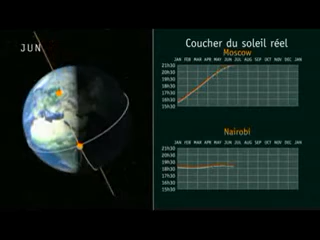 JUN
Coucher du soleil réel
Moscow
JAN FEB MAR APR MAY JUN JUL AUG SEP OCT NOV DEC JAN
21h30
20h30
19h30
18h30
17h30
16h30
15h30
Nairobi
JAN FEB MAR APR MAY JUN JUL AUG SEP OCT NOV DEC JAN
21h30
20h30
19h30
18h30
17h30
16h30
15h30